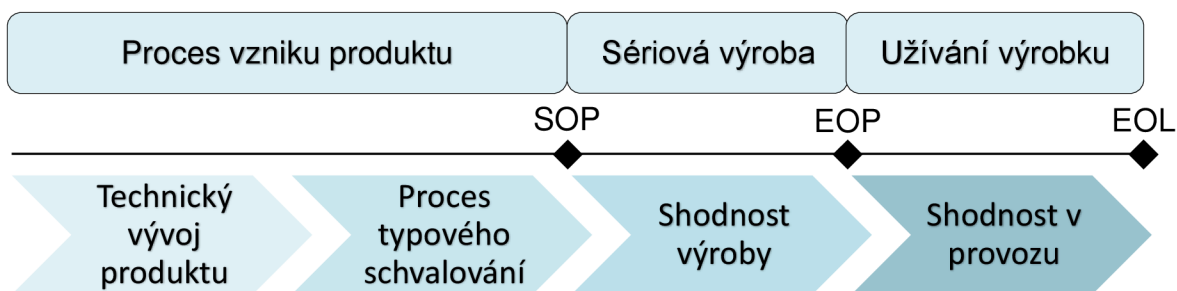 Proces vzniku produktu
Sériová výroba
Užívání výrobku
SOP
EOP
EOL
Technický
vývoj
produktu
Proces
typového
schvalování
Shodnost
výroby
Shodnost v
provozu